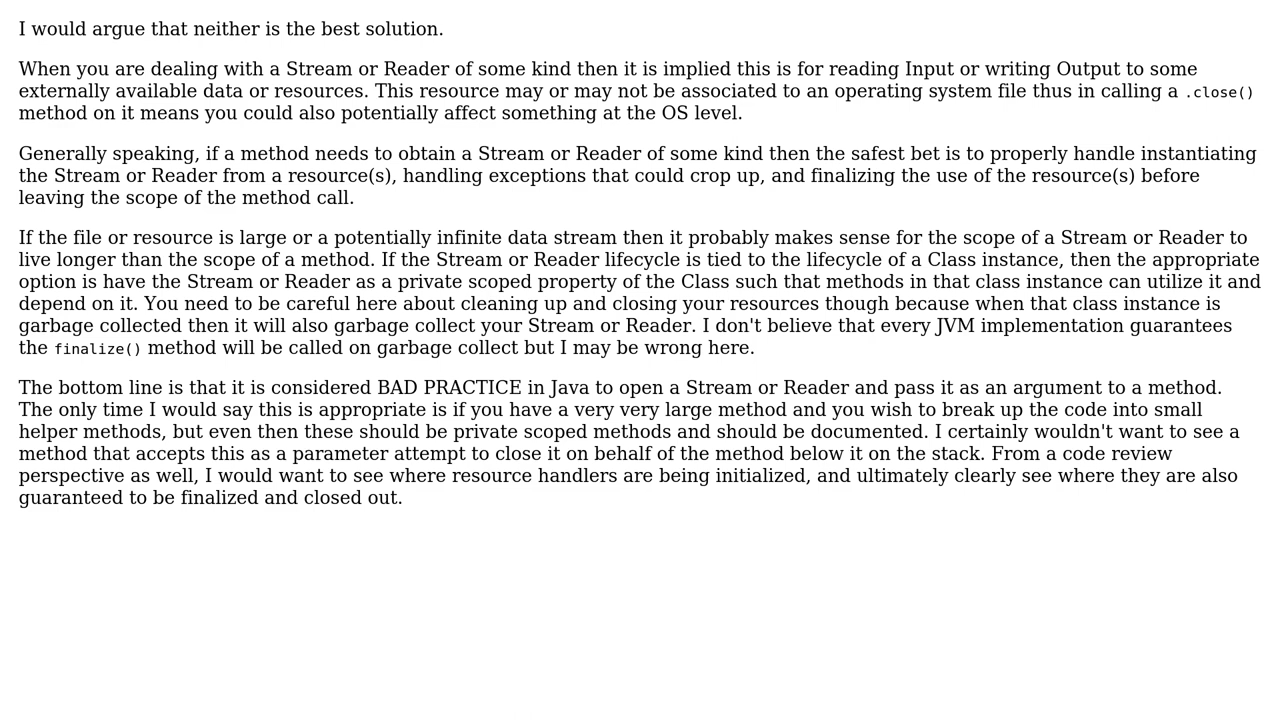 I would argue that neither is the best solution.
When you are dealing with a Stream or Reader of some kind then it is implied this is for reading Input or writing Output to some
externally available data or resources. This resource may or may not be associated to an operating system file thus in calling a .close()
method on it means you could also potentially affect something at the OS level.
Generally speaking, if a method needs to obtain a Stream or Reader of some kind then the safest bet is to properly handle instantiating
the Stream or Reader from a resource(s), handling exceptions that could crop up, and finalizing the use of the resource(s) before
leaving the scope of the method call.
If the file or resource is large or a potentially infinite data stream then it probably makes sense for the scope of a Stream or Reader to
live longer than the scope of a method. If the Stream or Reader lifecycle is tied to the lifecycle of a Class instance, then the appropriate
option is have the Stream or Reader as a private scoped property of the Class such that methods in that class instance can utilize it and
depend on it. You need to be careful here about cleaning up and closing your resources though because when that class instance is
garbage collected then it will also garbage collect your Stream or Reader. I don't believe that every JVM implementation guarantees
the finalize() method will be called on garbage collect but I may be wrong here.
The bottom line is that it is considered BAD PRACTICE in Java to open a Stream or Reader and pass it as an argument to a method.
The only time I would say this is appropriate is if you have a very very large method and you wish to break up the code into small
helper methods, but even then these should be private scoped methods and should be documented. I certainly wouldn't want to see a
method that accepts this as a parameter attempt to close it on behalf of the method below it on the stack. From a code review
perspective as well, I would want to see where resource handlers are being initialized, and ultimately clearly see where they are also
guaranteed to be finalized and closed out.